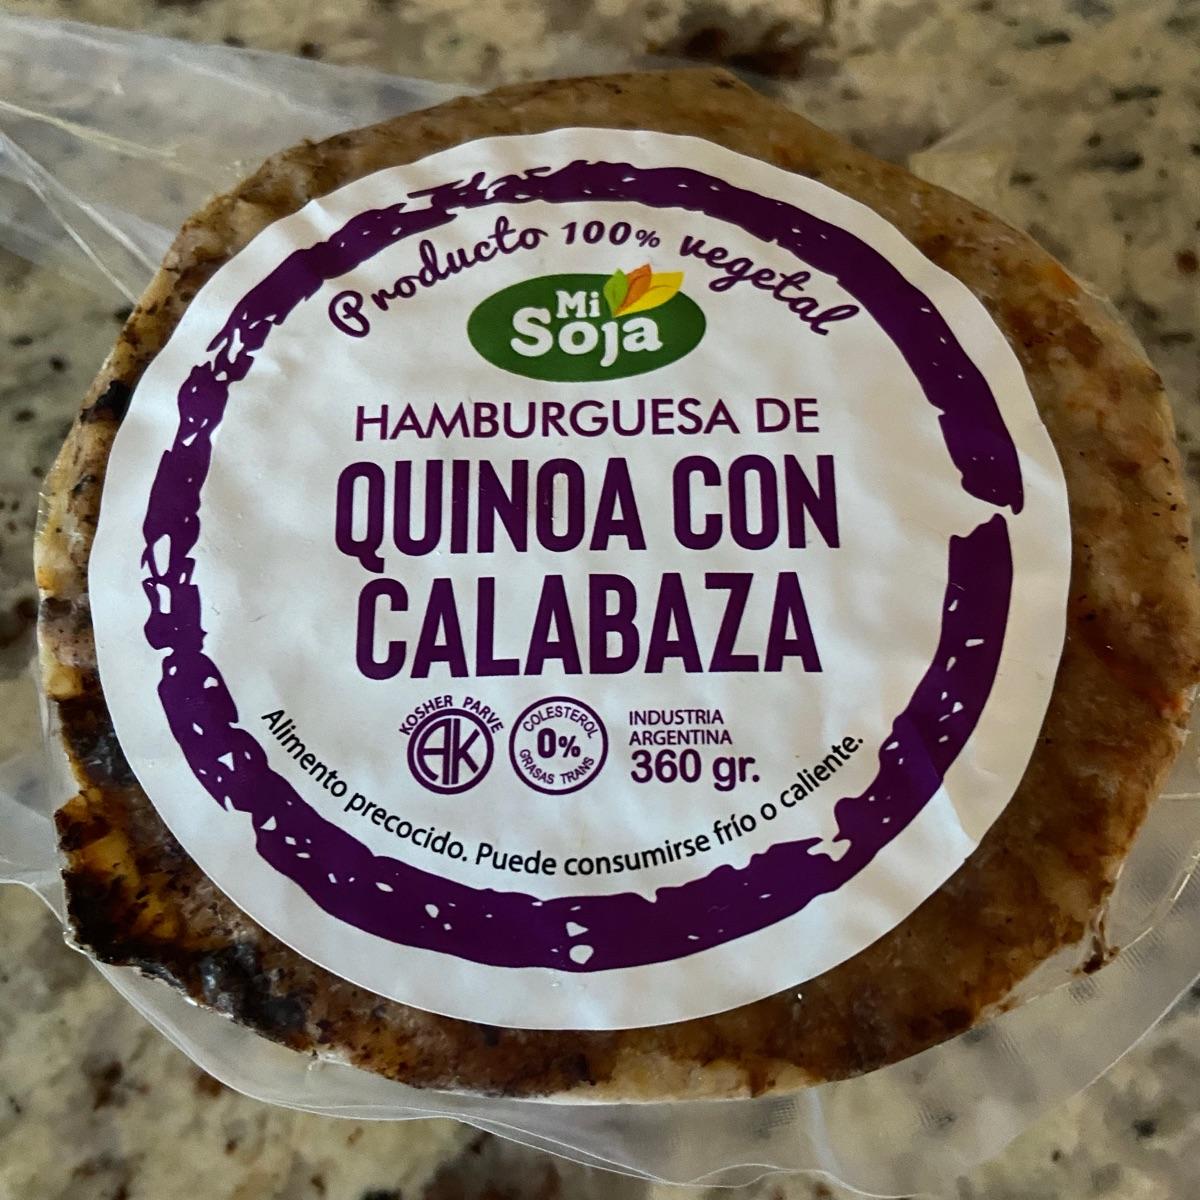 Producto 100% vegetal
Mi
Soja
HAMBURGUESA DE
QUINOA CON
CALABAZA
KOSHER PARVE
AK
COLESTEROL
0%
GRASAS TRANS
INDUSTRIA
ARGENTINA
360 gr.
Alimento precocido. Puede consumirse frío o caliente.